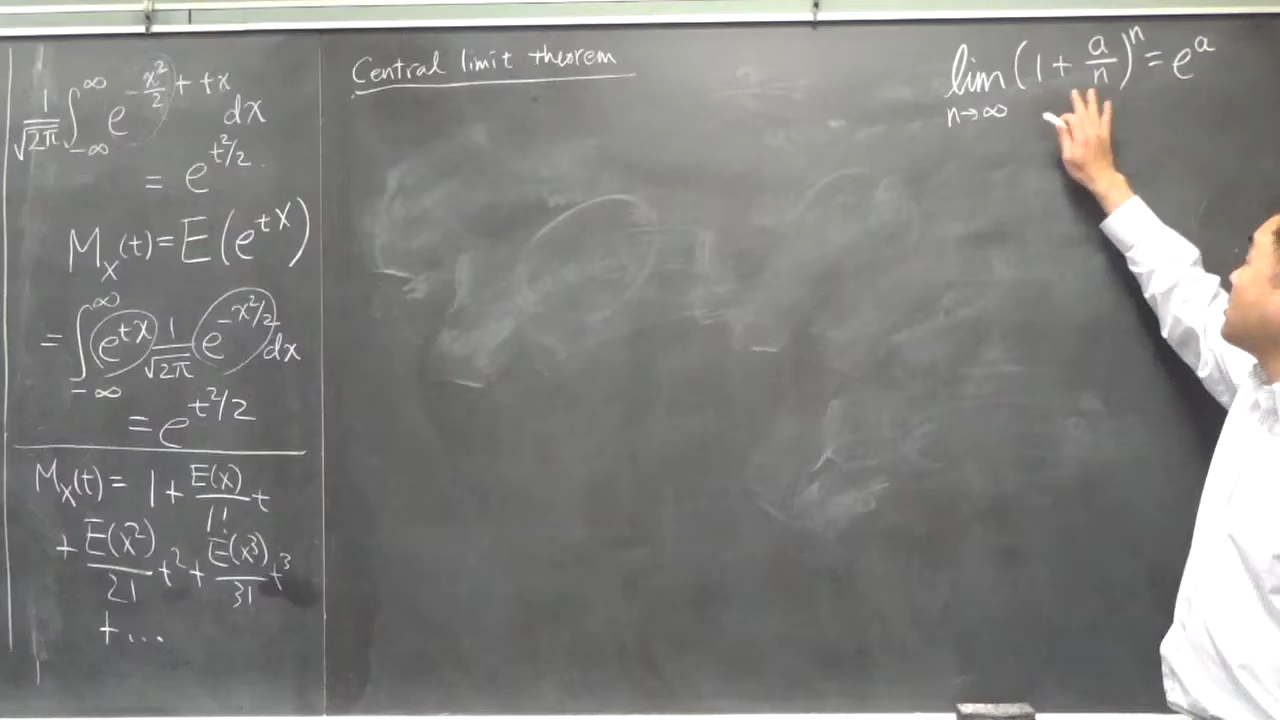 1/√2π ∫_{-∞}^{∞} e^{-x²/2 + tx} dx
= e^{t²/2}.
M_X(t) = E(e^{tX})
= ∫_{-∞}^{∞} e^{tx} 1/√2π e^{-x²/2} dx
= e^{t²/2}
M_X(t) = 1 + E(X)/1! t
+ E(X²)/2! t² + E(X³)/3! t³
+ ...
Central limit theorem
lim_{n→∞} (1 + a/n)^n = e^a